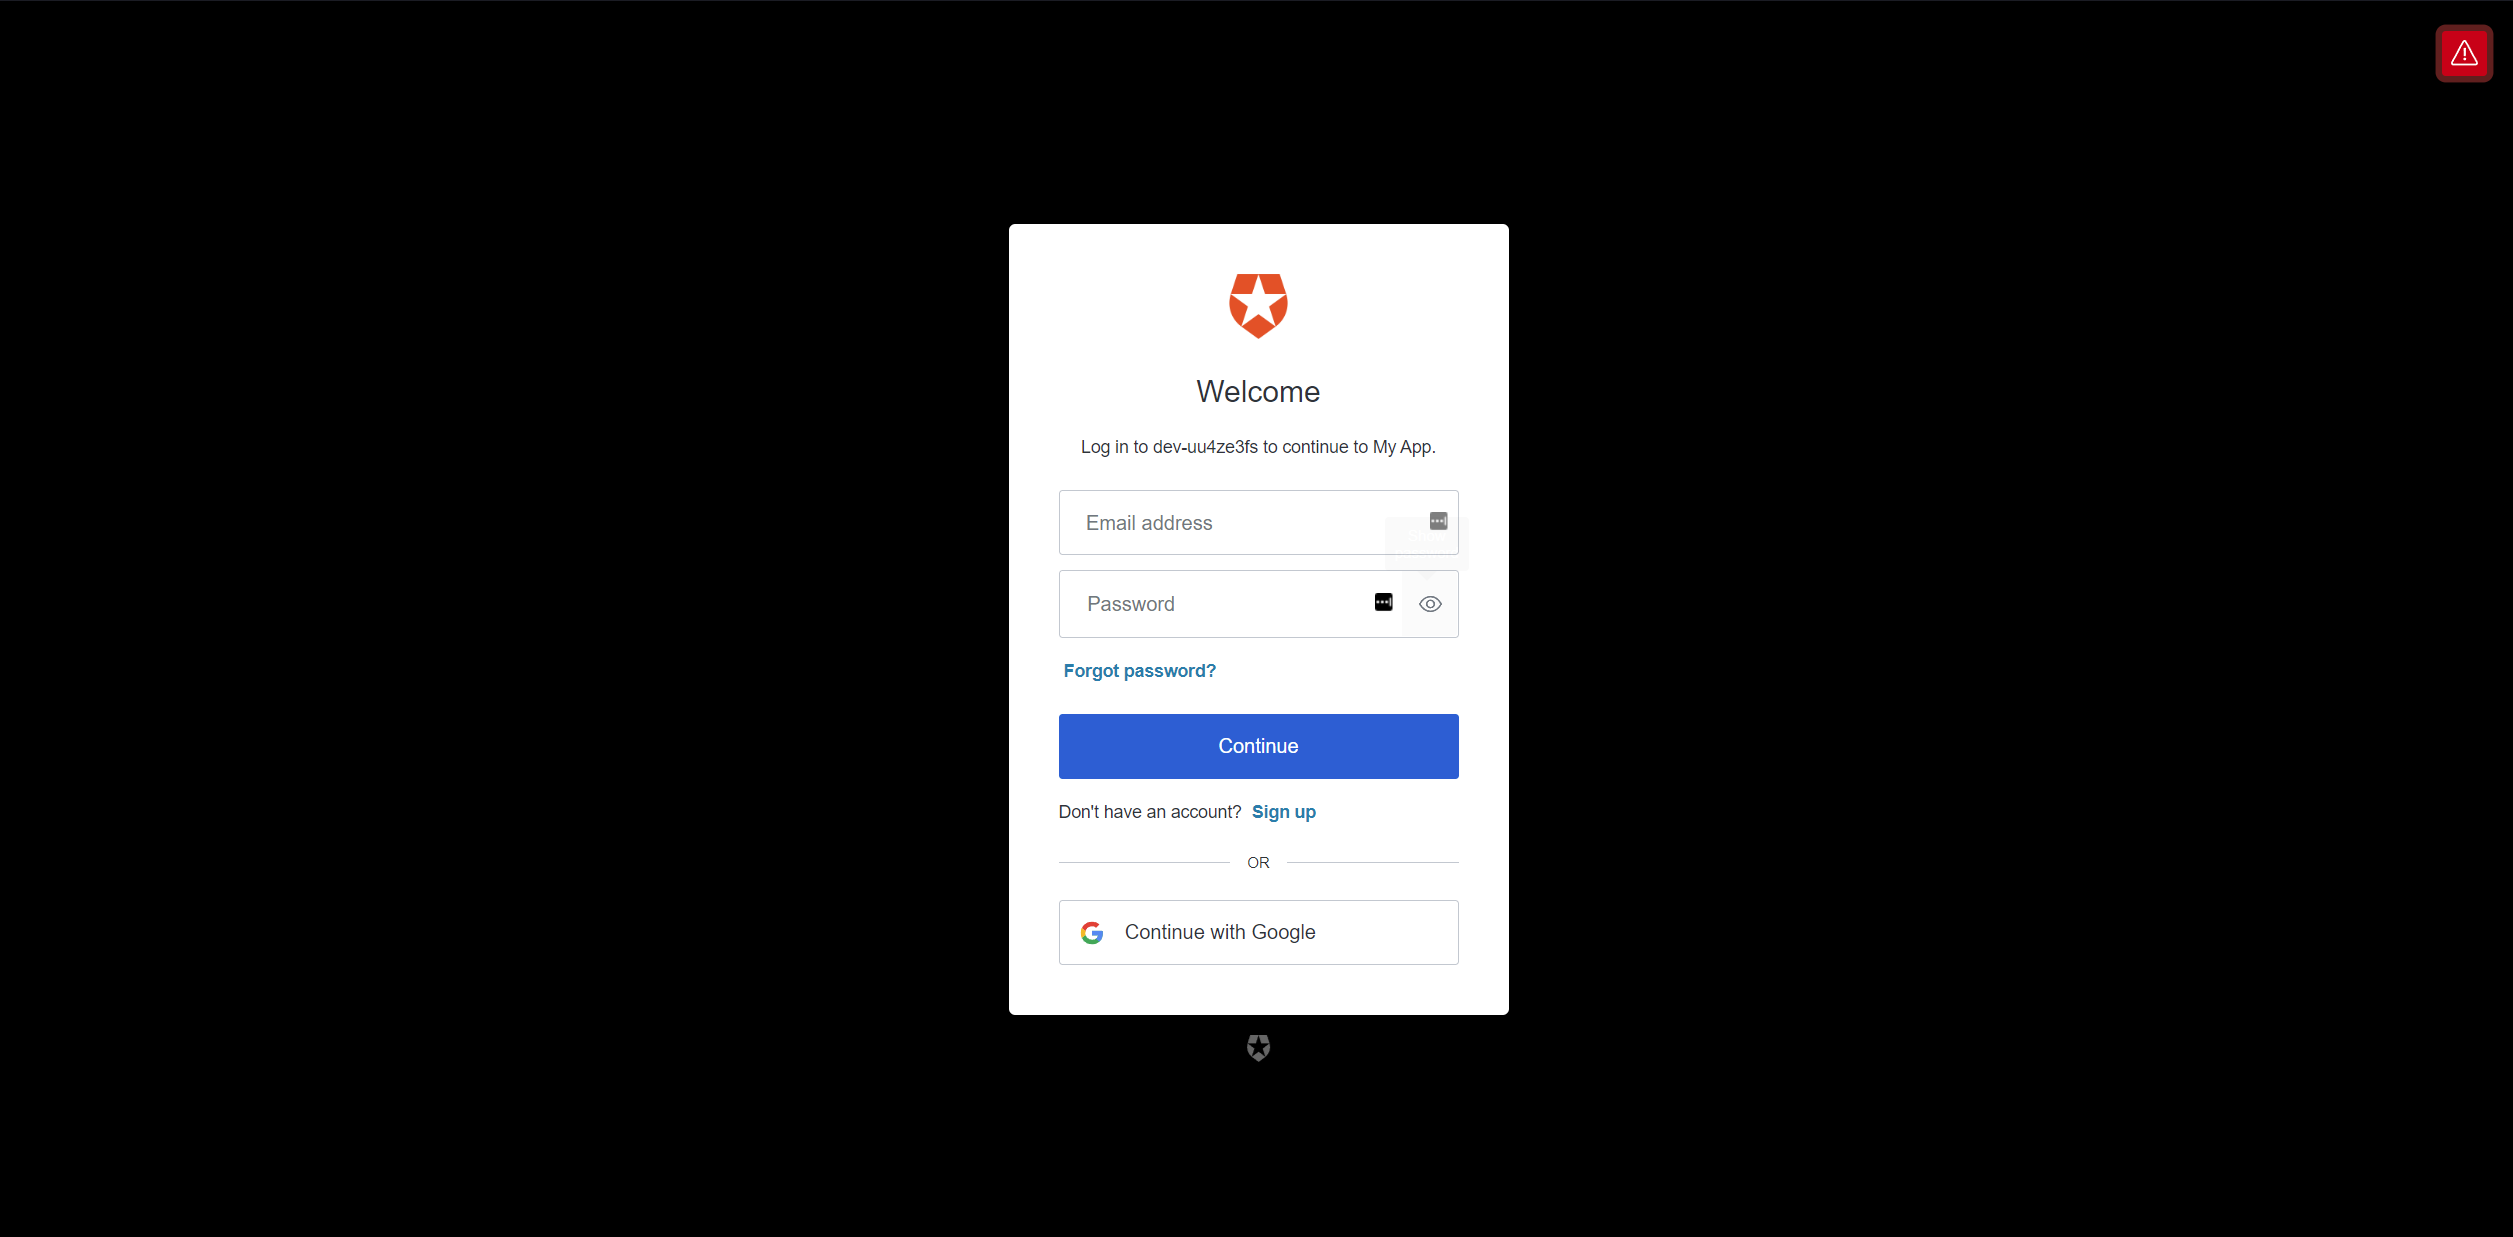 Welcome
Log in to dev-uu4ze3fs to continue to My App.
Email address
Password
Forgot password?
Continue
Don't have an account? Sign up
OR
Continue with Google